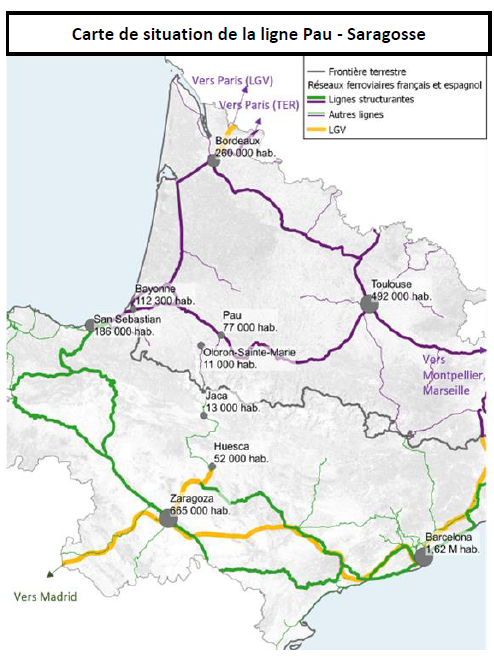 Carte de situation de la ligne Pau - Saragosse
Vers Paris (LGV)
Vers Paris (TER)
Frontière terrestre
Réseaux ferroviaires français et espagnol
Lignes structurantes
Autres lignes
LGV
Bordeaux
260 000 hab.
Toulouse
492 000 hab.
Bayonne
112 300 hab.
San Sebastian
186 000 hab.
Pau
77 000 hab.
Oloron-Sainte-Marie
11 000 hab.
Vers
Montpellier,
Marseille
Jaca
13 000 hab.
Huesca
52 000 hab.
Zaragoza
665 000 hab.
Barcelona
1,62 M hab.
Vers Madrid